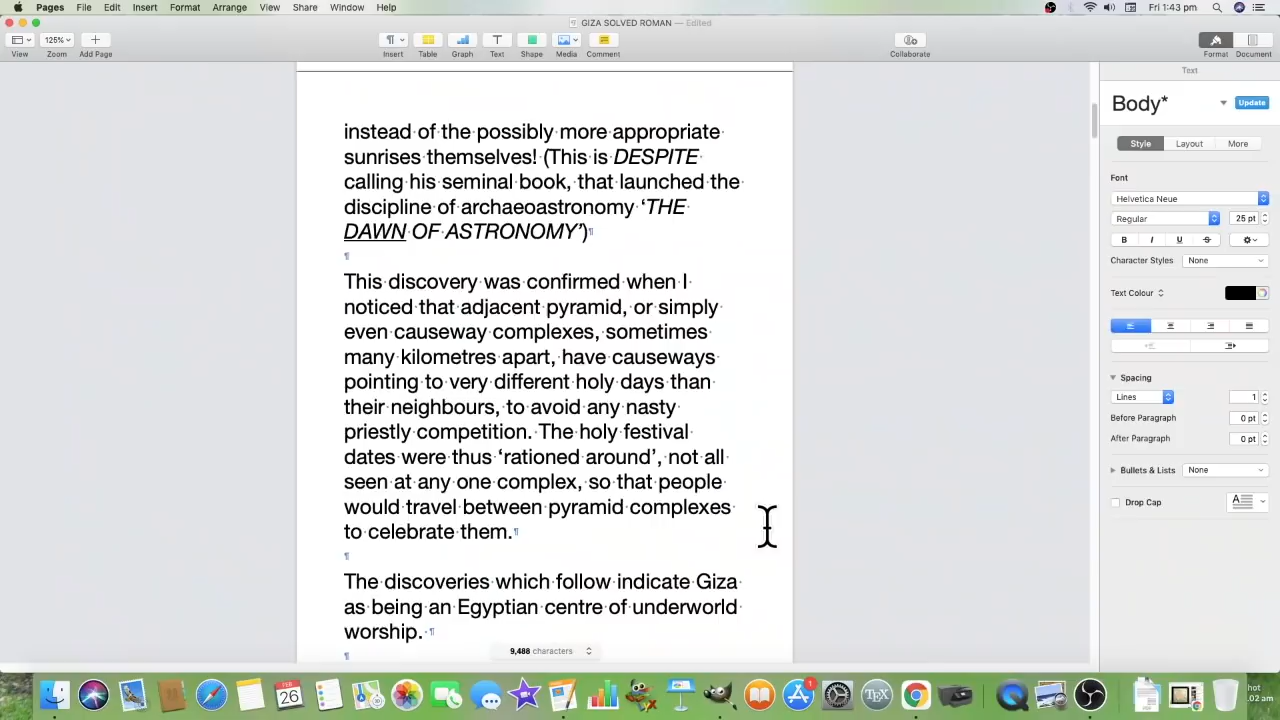 Pages File Edit Insert Format Arrange View Share Window Help Fri 1:43 pm
GIZA SOLVED ROMAN — Edited
125%
View Zoom Add Page Insert Table Graph Text Shape Media Comment Collaborate Format Document
Text
Body* Update
Style Layout More
Font
Helvetica Neue
Regular 25 pt
B I U S
Character Styles None
Text Colour
Spacing
Lines 1
Before Paragraph 0 pt
After Paragraph 0 pt
Bullets & Lists None
Drop Cap
instead of the possibly more appropriate
sunrises themselves! (This is DESPITE
calling his seminal book, that launched the
discipline of archaeoastronomy ‘THE
DAWN OF ASTRONOMY’)
This discovery was confirmed when I
noticed that adjacent pyramid, or simply
even causeway complexes, sometimes
many kilometres apart, have causeways
pointing to very different holy days than
their neighbours, to avoid any nasty
priestly competition. The holy festival
dates were thus ‘rationed around’, not all
seen at any one complex, so that people
would travel between pyramid complexes
to celebrate them.
The discoveries which follow indicate Giza
as being an Egyptian centre of underworld
worship.
9,488 characters
FEB
26
TEX
1
hot
.02 am